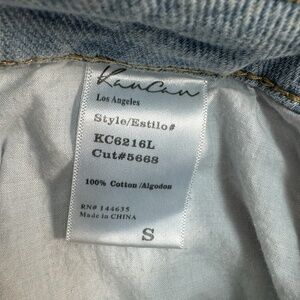 KanCan
Los Angeles
Style/Estilo#
KC6216L
Cut#5668
100% Cotton/Algodon
RN# 144635
Made in CHINA
S